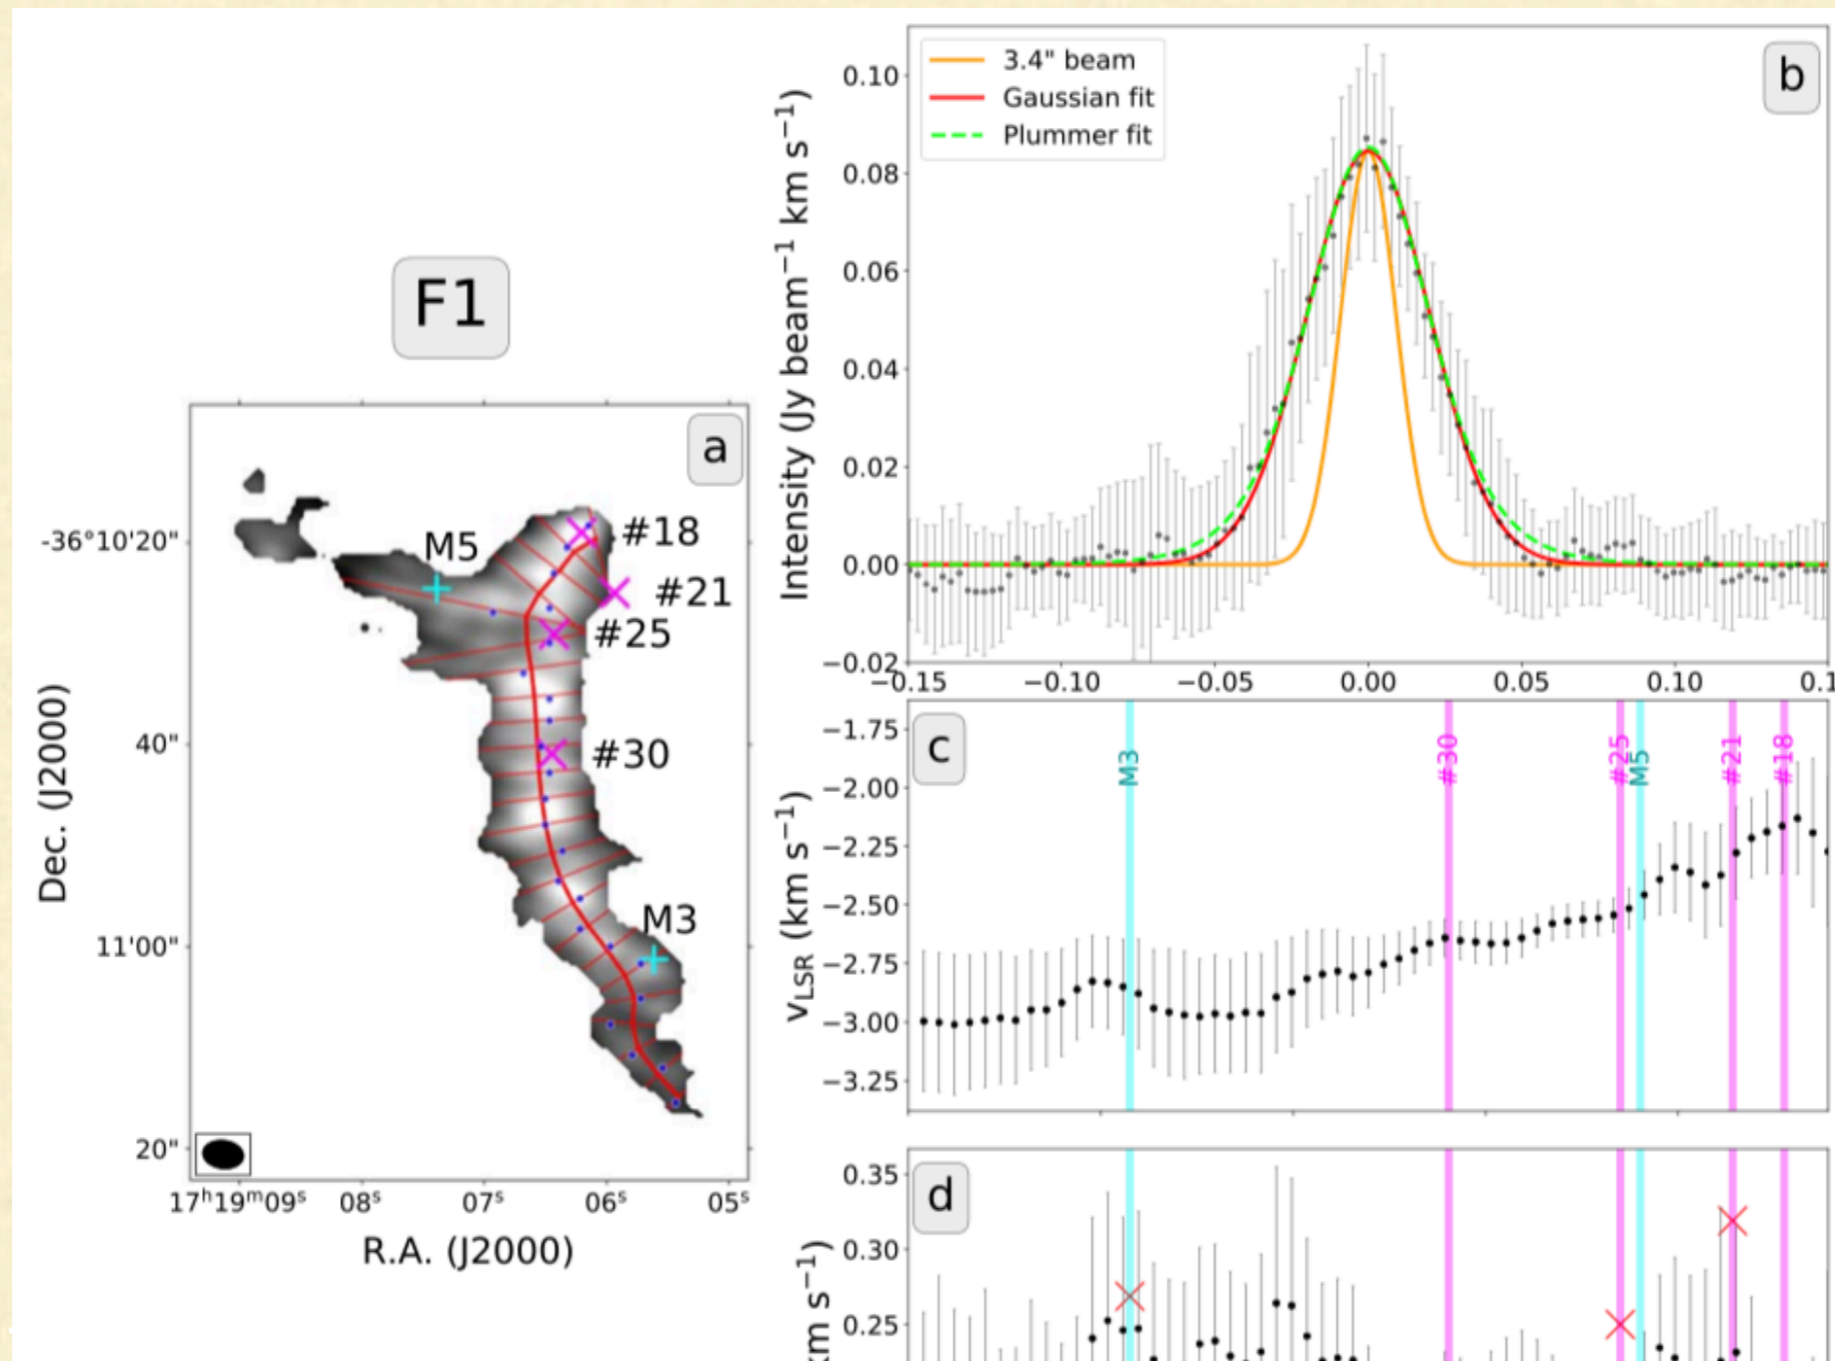 F1
a
M5
#18
#21
#25
#30
M3
-36°10'20"
40"
11'00"
20"
17ʰ19ᵐ09ˢ 08ˢ 07ˢ 06ˢ 05ˢ
R.A. (J2000)
Dec. (J2000)
b
3.4" beam
Gaussian fit
Plummer fit
Intensity (Jy beam⁻¹ km s⁻¹)
0.10
0.08
0.06
0.04
0.02
0.00
−0.02
−0.15 −0.10 −0.05 0.00 0.05 0.10 0.1
c
M3 #30 #25 M5 #21 #18
vLSR (km s⁻¹)
−1.75
−2.00
−2.25
−2.50
−2.75
−3.00
−3.25
d
0.35
0.30
0.25
km s⁻¹)